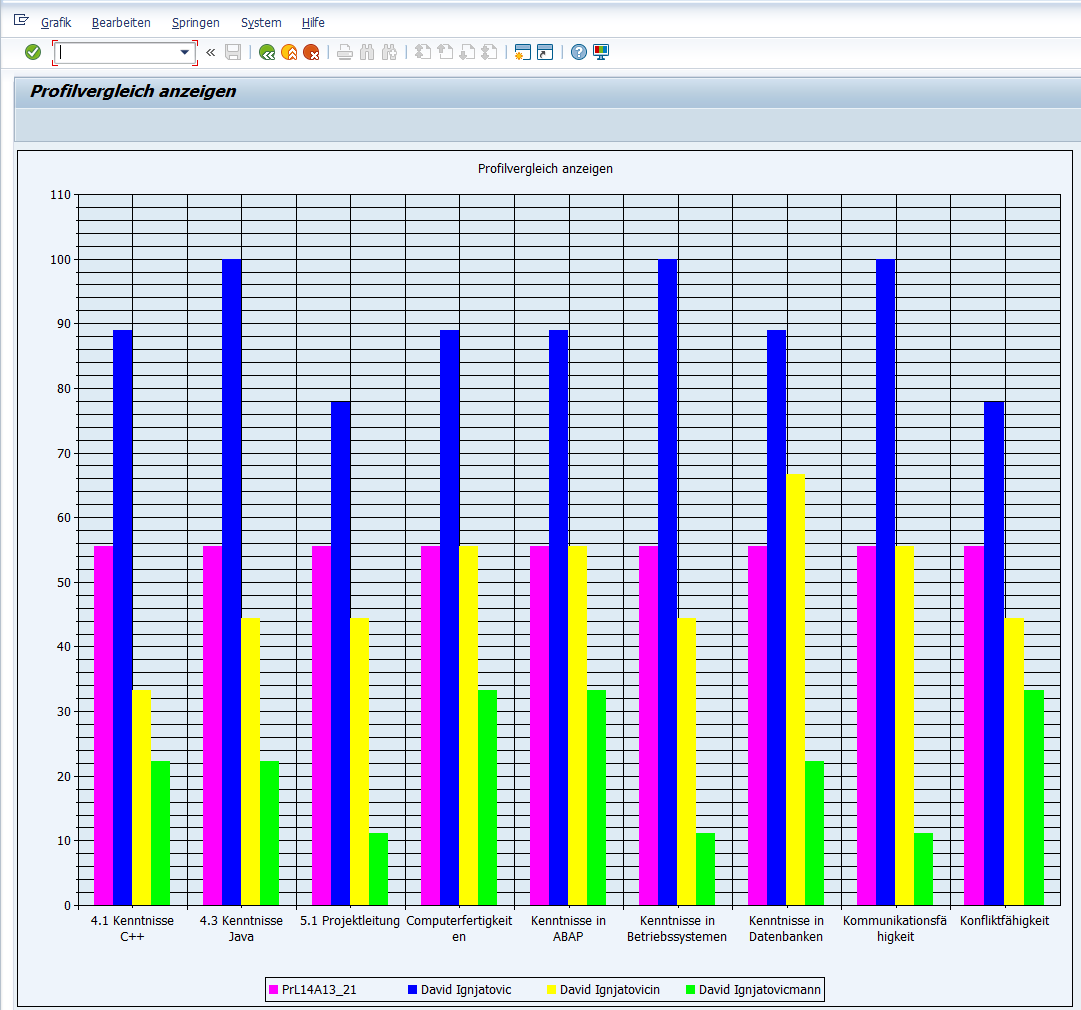 Grafik Bearbeiten Springen System Hilfe
Profilvergleich anzeigen
Profilvergleich anzeigen
110
100
90
80
70
60
50
40
30
20
10
0
4.1 Kenntnisse
C++
4.3 Kenntnisse
Java
5.1 Projektleitung
Computerfertigkeit
en
Kenntnisse in
ABAP
Kenntnisse in
Betriebssystemen
Kenntnisse in
Datenbanken
Kommunikationsfä
higkeit
Konfliktfähigkeit
PrL14A13_21 David Ignjatovic David Ignjatovicin David Ignjatovicmann